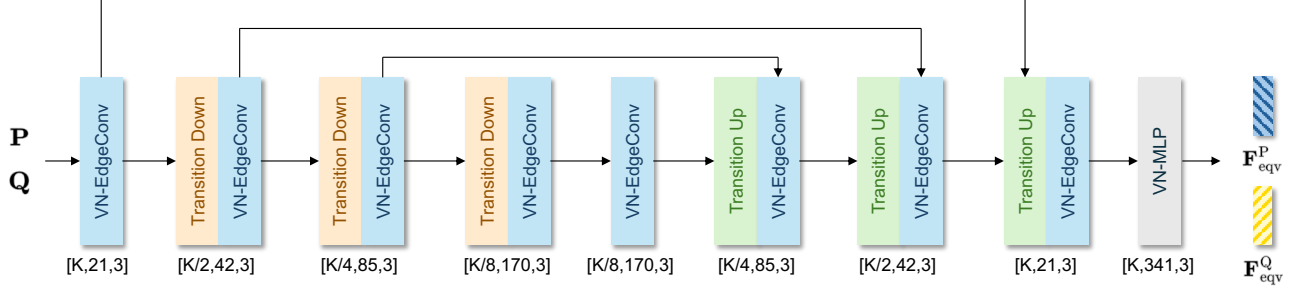 P
Q
VN-EdgeConv
Transition Down
VN-EdgeConv
Transition Down
VN-EdgeConv
Transition Down
VN-EdgeConv
VN-EdgeConv
Transition Up
VN-EdgeConv
Transition Up
VN-EdgeConv
Transition Up
VN-EdgeConv
VN-MLP
F^P_eqv
F^Q_eqv
[K,21,3]
[K/2,42,3]
[K/4,85,3]
[K/8,170,3]
[K/8,170,3]
[K/4,85,3]
[K/2,42,3]
[K,21,3]
[K,341,3]